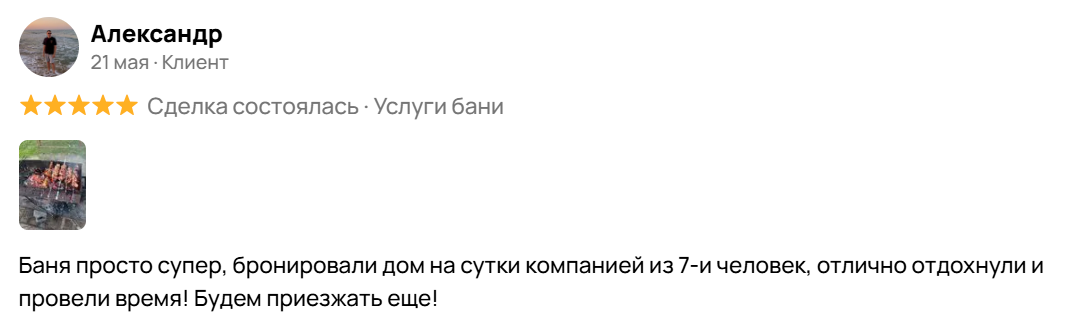 Александр
21 мая · Клиент
Сделка состоялась · Услуги бани
Баня просто супер, бронировали дом на сутки компанией из 7-и человек, отлично отдохнули и
провели время! Будем приезжать еще!